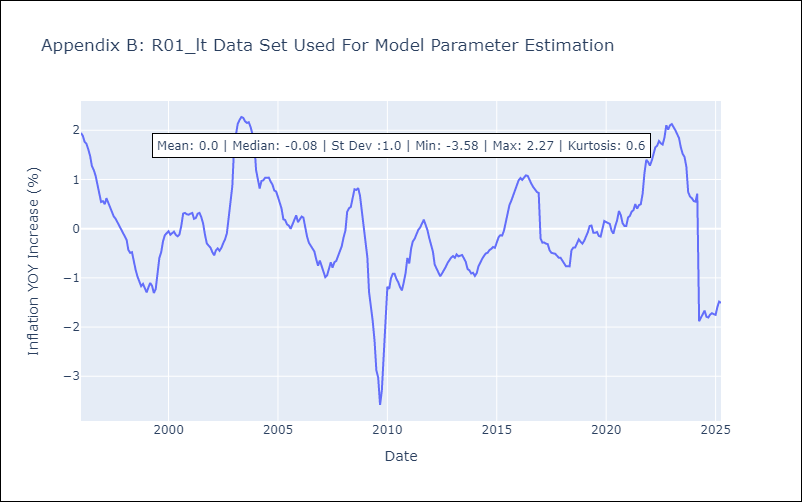 Appendix B: R01_lt Data Set Used For Model Parameter Estimation
Mean: 0.0 | Median: -0.08 | St Dev :1.0 | Min: -3.58 | Max: 2.27 | Kurtosis: 0.6
Inflation YOY Increase (%)
2
1
0
−1
−2
−3
2000 2005 2010 2015 2020 2025
Date